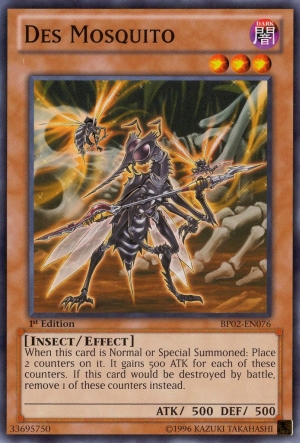 Des Mosquito
DARK
闇
1st Edition
BP02-EN076
[Insect/Effect]
When this card is Normal or Special Summoned: Place
2 counters on it. It gains 500 ATK for each of these
counters. If this card would be destroyed by battle,
remove 1 of these counters instead.
ATK/ 500 DEF/ 500
33695750
©1996 KAZUKI TAKAHASHI